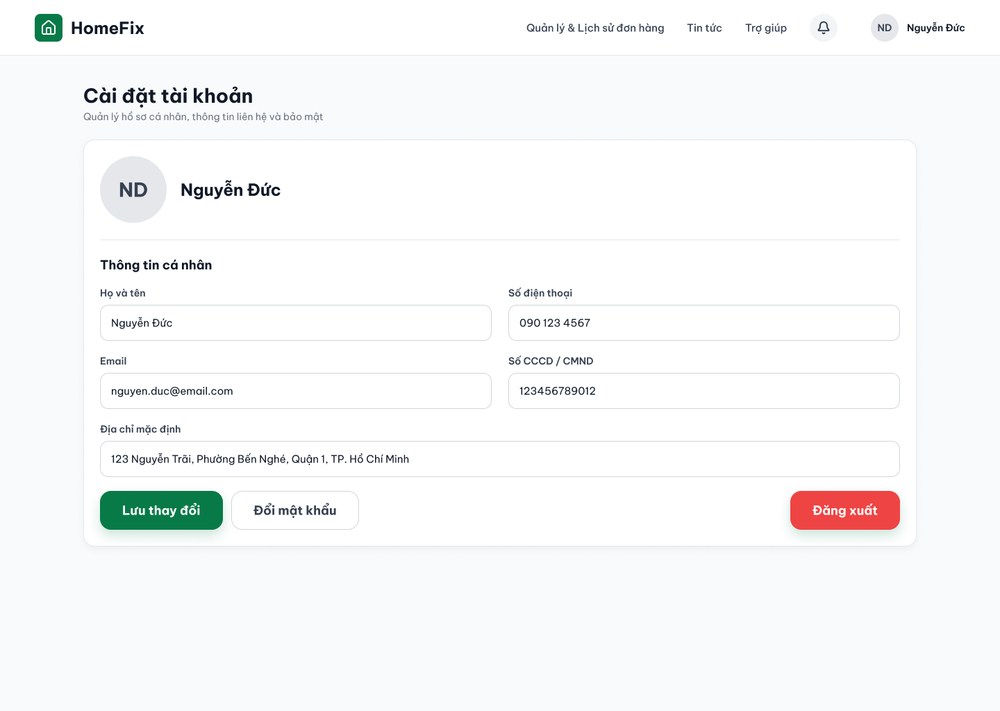 HomeFix
Quản lý & Lịch sử đơn hàng
Tin tức
Trợ giúp
ND
Nguyễn Đức
Cài đặt tài khoản
Quản lý hồ sơ cá nhân, thông tin liên hệ và bảo mật
ND
Nguyễn Đức
Thông tin cá nhân
Họ và tên
Số điện thoại
Nguyễn Đức
090 123 4567
Email
Số CCCD / CMND
nguyen.duc@email.com
123456789012
Địa chỉ mặc định
123 Nguyễn Trãi, Phường Bến Nghé, Quận 1, TP. Hồ Chí Minh
Lưu thay đổi
Đổi mật khẩu
Đăng xuất